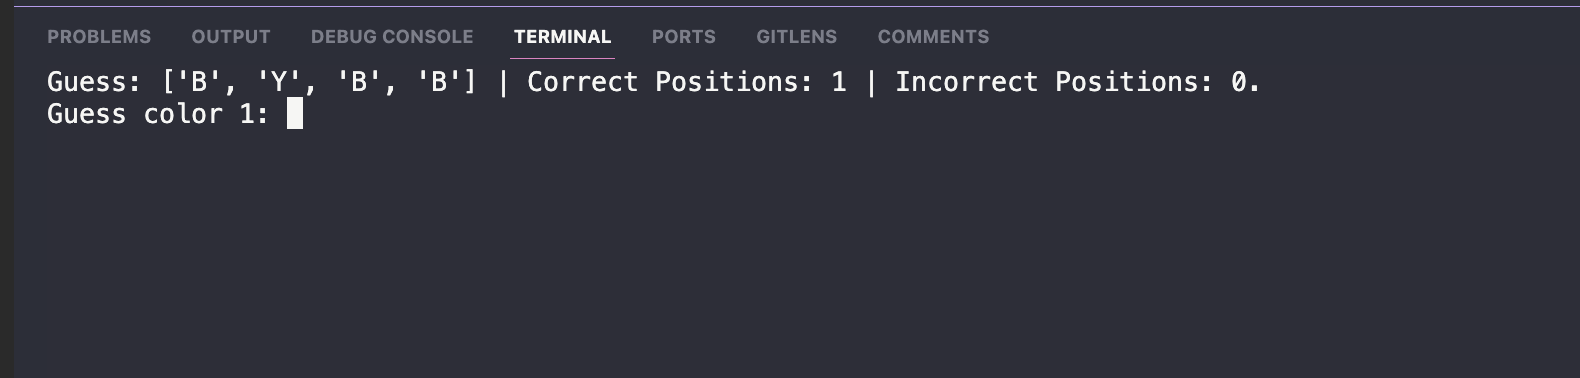 PROBLEMS OUTPUT DEBUG CONSOLE TERMINAL PORTS GITLENS COMMENTS
Guess: ['B', 'Y', 'B', 'B'] | Correct Positions: 1 | Incorrect Positions: 0.
Guess color 1: